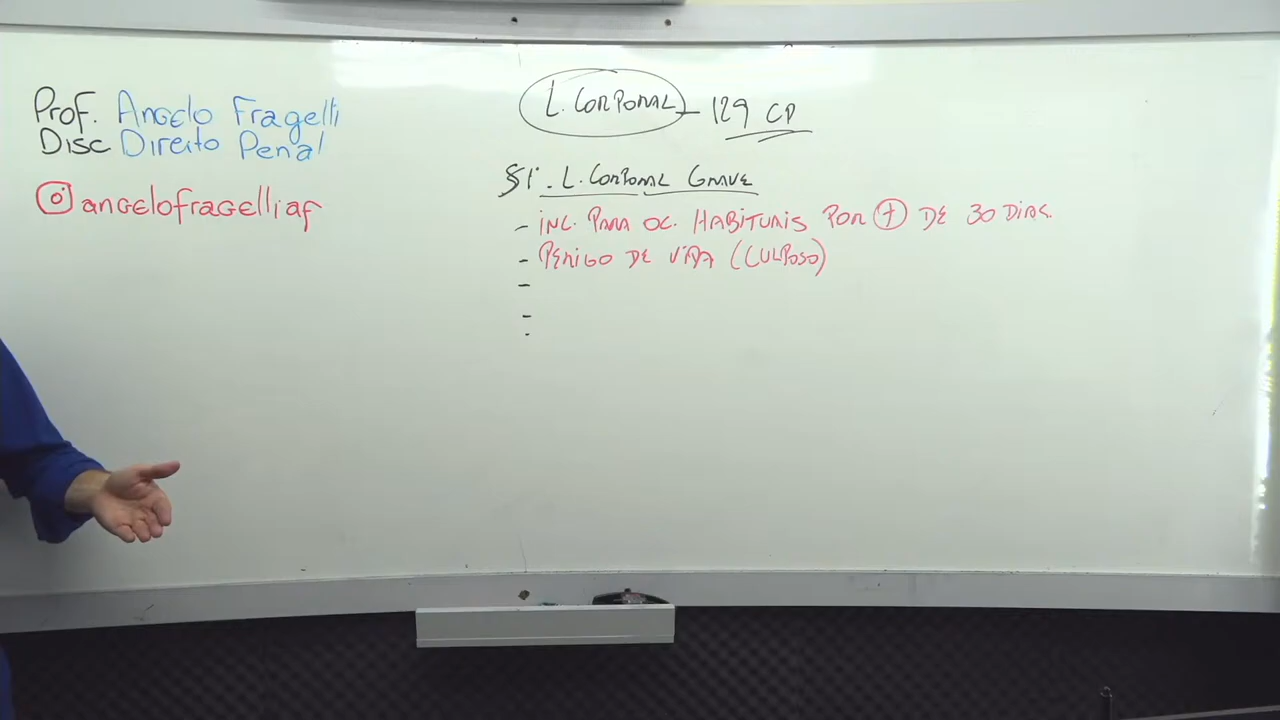 Prof. Angelo Fragelli
Disc Direito Penal
angelofragelliaf
L. CORPORAL - 129 CP
§1º. L. CORPORAL GRAVE
- INC. PARA OC. HABITUAIS POR + DE 30 DIAS.
- PERIGO DE VIDA (CULPOSO)
-
-
-